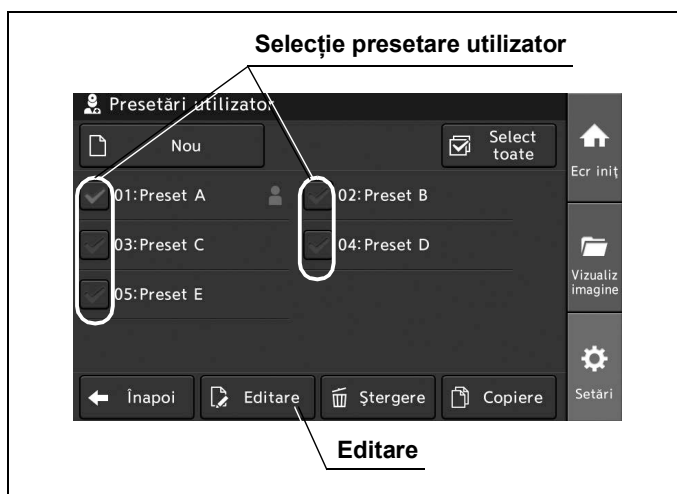 Selecție presetare utilizator
Presetări utilizator
Nou
Select
toate
Ecr iniț
01:Preset A
02:Preset B
03:Preset C
04:Preset D
Vizualiz
imagine
05:Preset E
Înapoi
Editare
Ștergere
Copiere
Setări
Editare